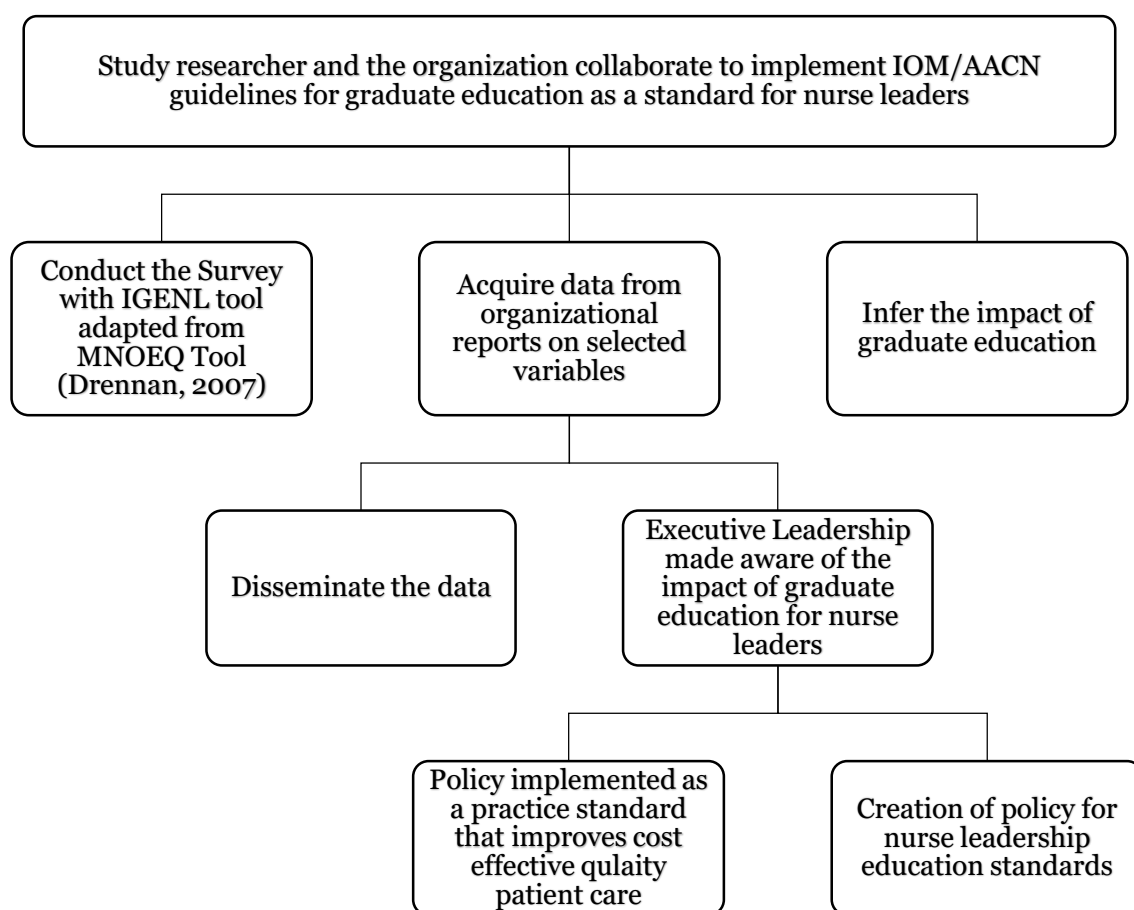 Study researcher and the organization collaborate to implement IOM/AACN
guidelines for graduate education as a standard for nurse leaders
Conduct the Survey
with IGENL tool
adapted from
MNOEQ Tool
(Drennan, 2007)
Acquire data from
organizational
reports on selected
variables
Infer the impact of
graduate education
Disseminate the data
Executive Leadership
made aware of the
impact of graduate
education for nurse
leaders
Policy implemented as
a practice standard
that improves cost
effective qulaity
patient care
Creation of policy for
nurse leadership
education standards